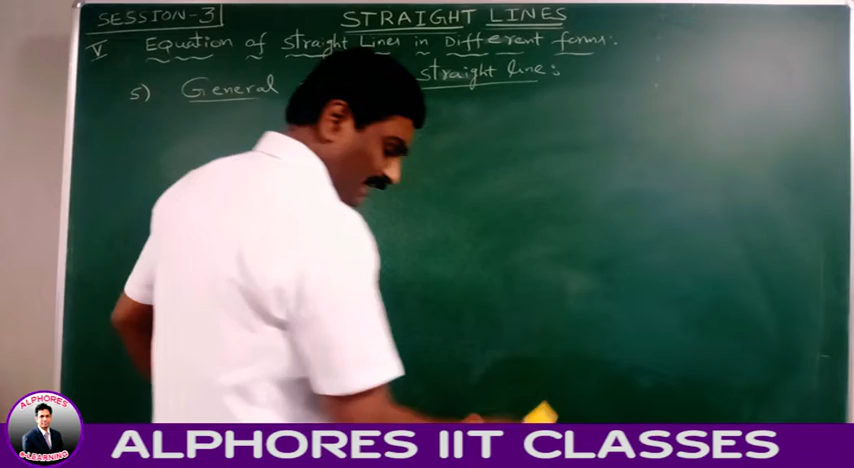 SESSION-3
STRAIGHT LINES
V Equation of Straight Lines in Different forms:
5) General straight line:
ALPHORES
e-LEARNING
ALPHORES IIT CLASSES